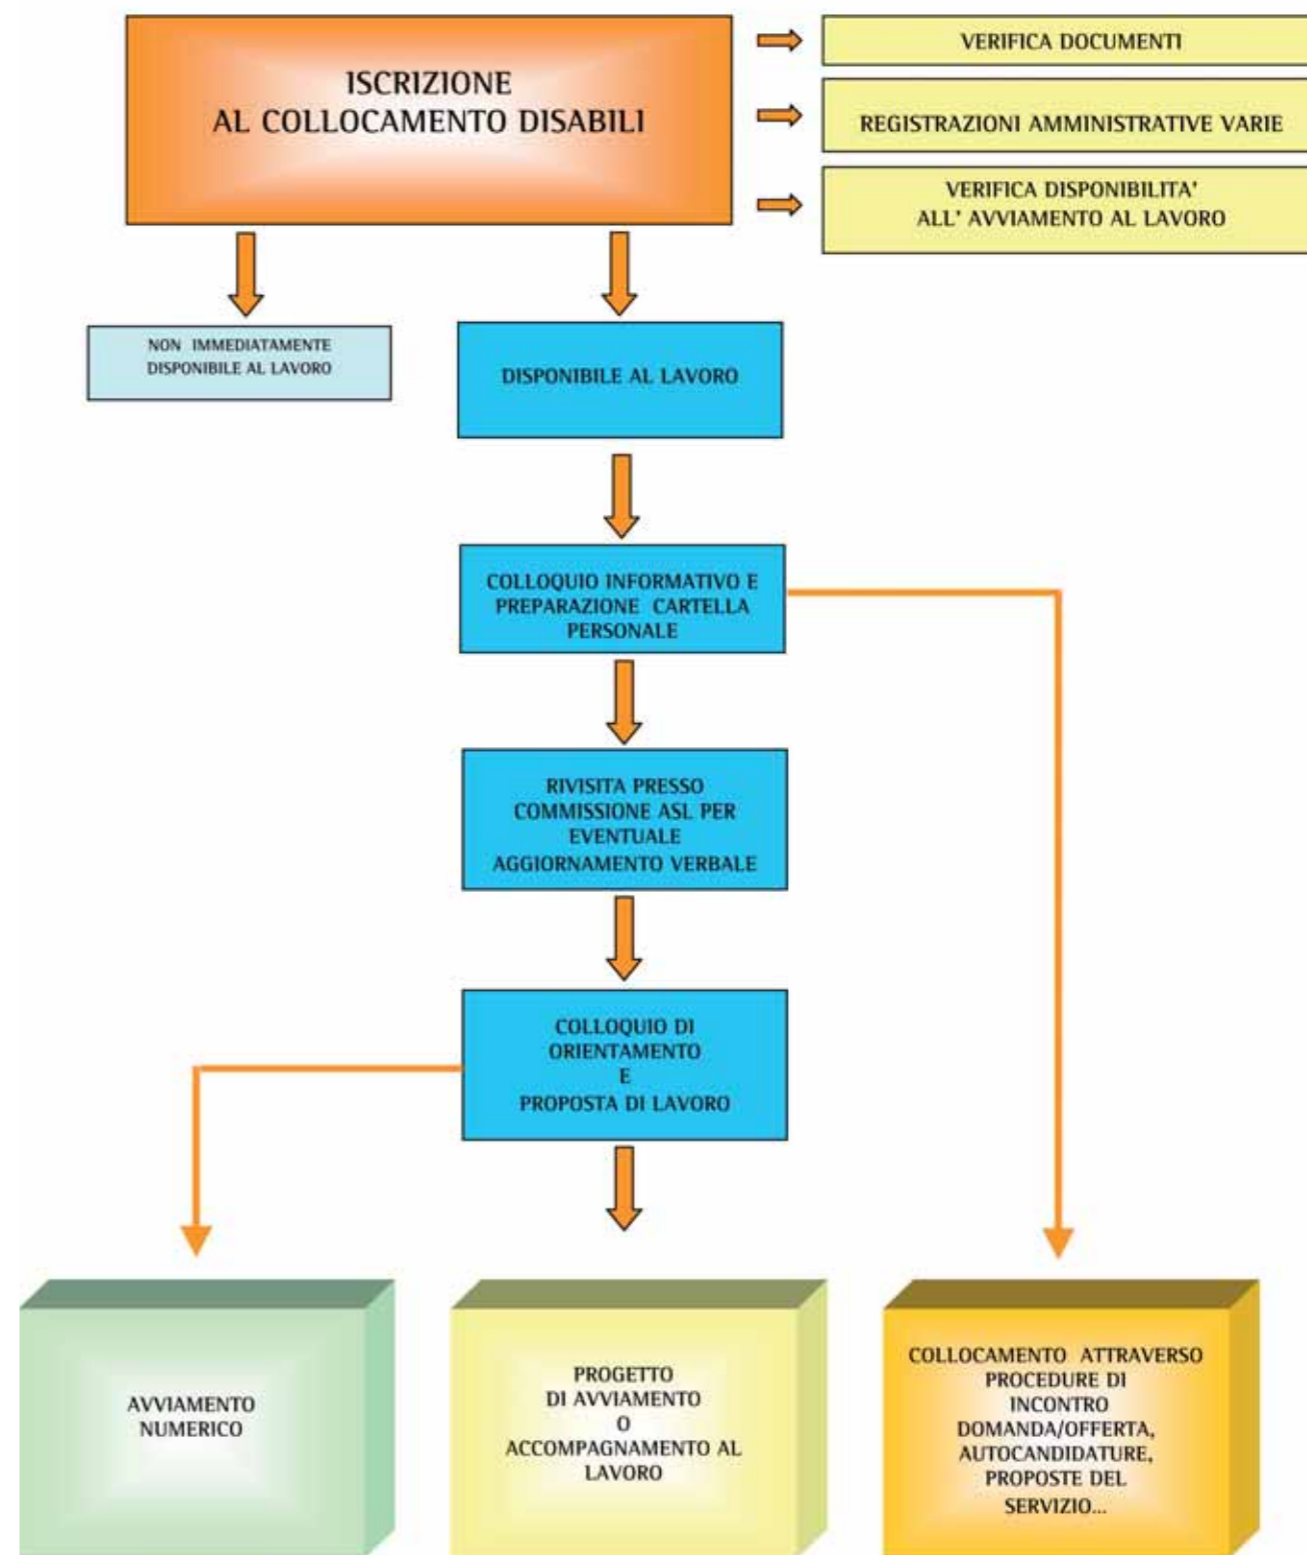 ISCRIZIONE
AL COLLOCAMENTO DISABILI
VERIFICA DOCUMENTI
REGISTRAZIONI AMMINISTRATIVE VARIE
VERIFICA DISPONIBILITA'
ALL' AVVIAMENTO AL LAVORO
NON IMMEDIATAMENTE
DISPONIBILE AL LAVORO
DISPONIBILE AL LAVORO
COLLOQUIO INFORMATIVO E
PREPARAZIONE CARTELLA
PERSONALE
RIVISITA PRESSO
COMMISSIONE ASL PER
EVENTUALE
AGGIORNAMENTO VERBALE
COLLOQUIO DI
ORIENTAMENTO
E
PROPOSTA DI LAVORO
AVVIAMENTO
NUMERICO
PROGETTO
DI AVVIAMENTO
O
ACCOMPAGNAMENTO AL
LAVORO
COLLOCAMENTO ATTRAVERSO
PROCEDURE DI
INCONTRO
DOMANDA/OFFERTA,
AUTOCANDIDATURE,
PROPOSTE DEL
SERVIZIO...